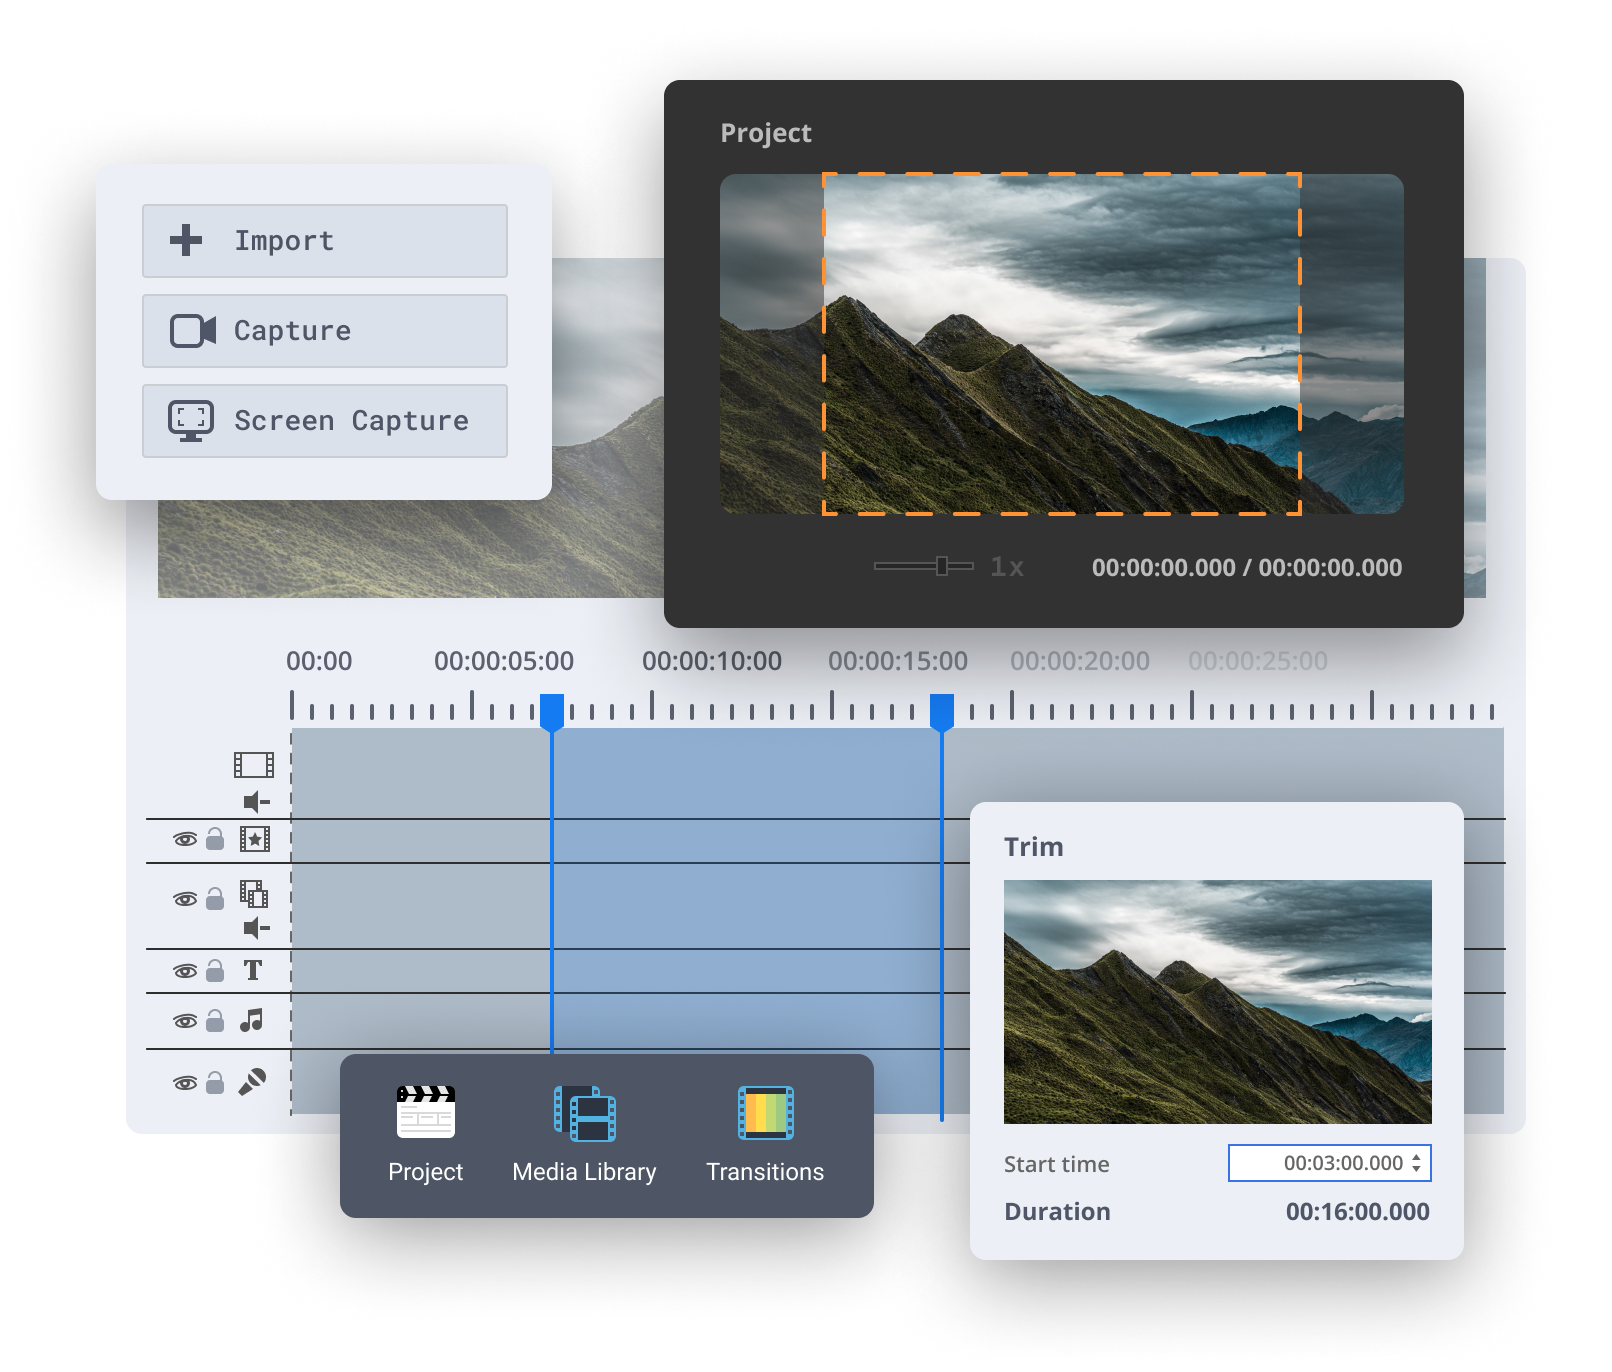 Project
Import
Capture
Screen Capture
1x
00:00:00.000 / 00:00:00.000
00:00
00:00:05:00
00:00:10:00
00:00:15:00
00:00:20:00
00:00:25:00
T
Trim
Start time
00:03:00.000
Duration
00:16:00.000
Project
Media Library
Transitions